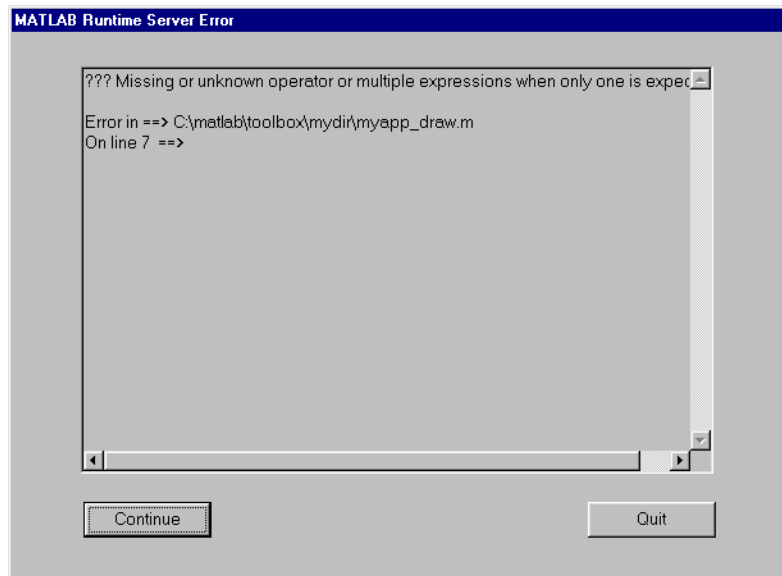 MATLAB Runtime Server Error
??? Missing or unknown operator or multiple expressions when only one is expec
Error in ==> C:\matlab\toolbox\mydir\myapp_draw.m
On line 7 ==>
Continue
Quit